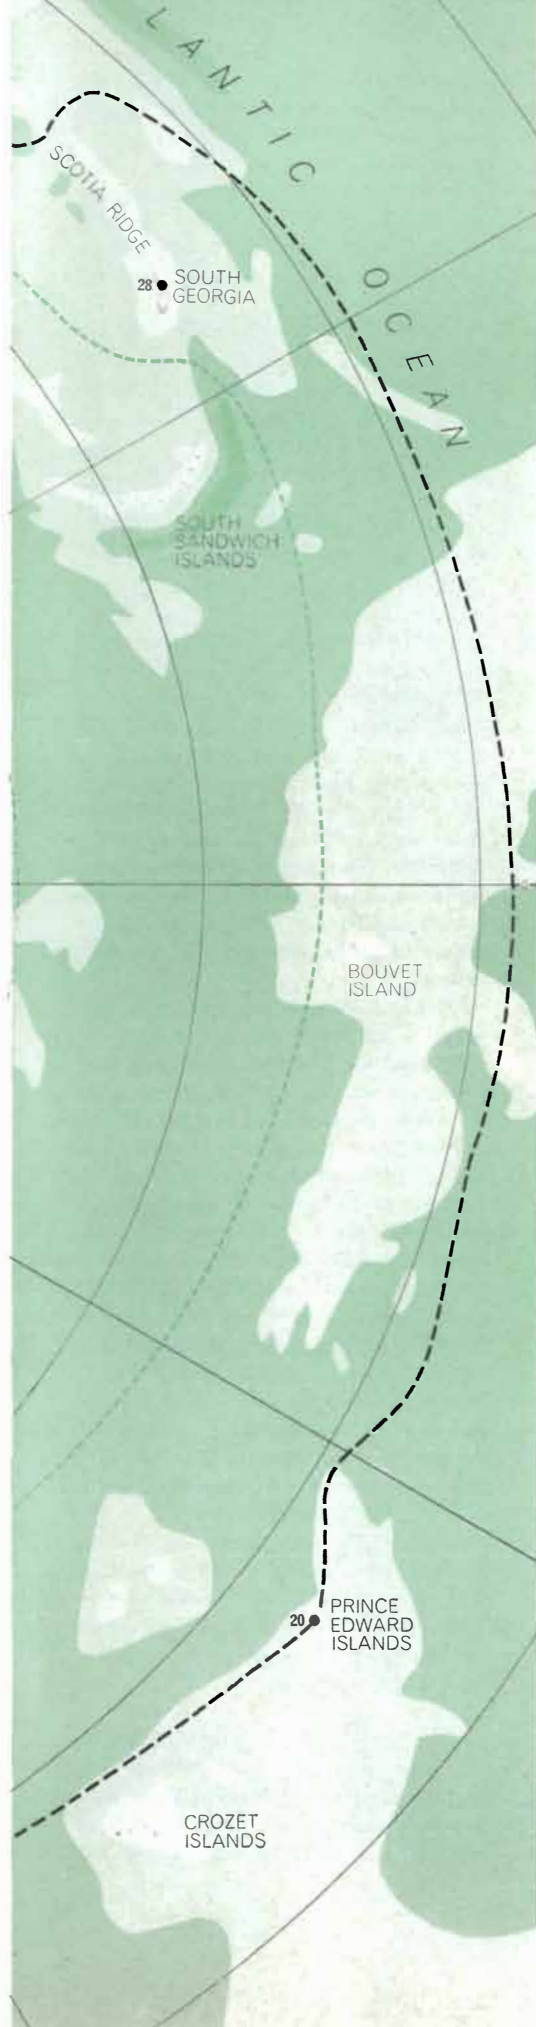 LANTIC
OCEAN
SCOTIA RIDGE
28
SOUTH
GEORGIA
SOUTH
SANDWICH
ISLANDS
BOUVET
ISLAND
20
PRINCE
EDWARD
ISLANDS
CROZET
ISLANDS